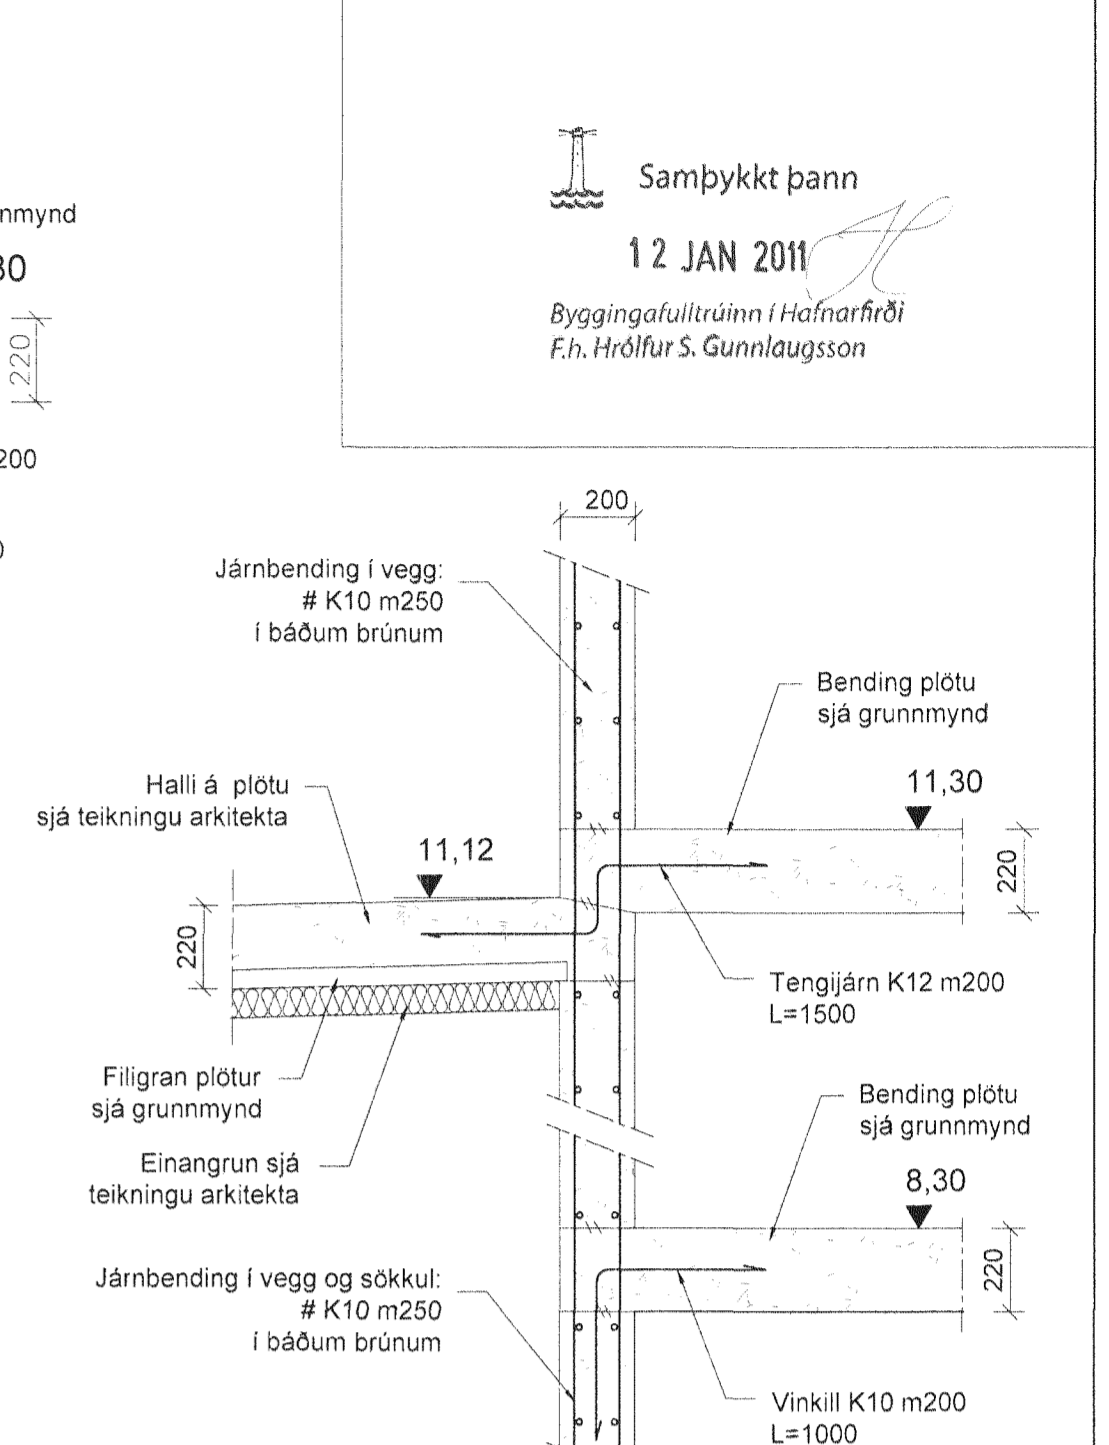 Samþykkt þann
12 JAN 2011
Byggingafulltrúinn í Hafnarfirði
F.h. Hrólfur S. Gunnlaugsson
nmynd
30
220
200
0
200
Járnbending í vegg:
# K10 m250
í báðum brúnum
Bending plötu
sjá grunnmynd
11,30
220
Halli á plötu
sjá teikningu arkitekta
11,12
220
Tengijárn K12 m200
L=1500
Filigran plötur
sjá grunnmynd
Einangrun sjá
teikningu arkitekta
Bending plötu
sjá grunnmynd
8,30
220
Járnbending í vegg og sökkul:
# K10 m250
í báðum brúnum
Vinkill K10 m200
L=1000